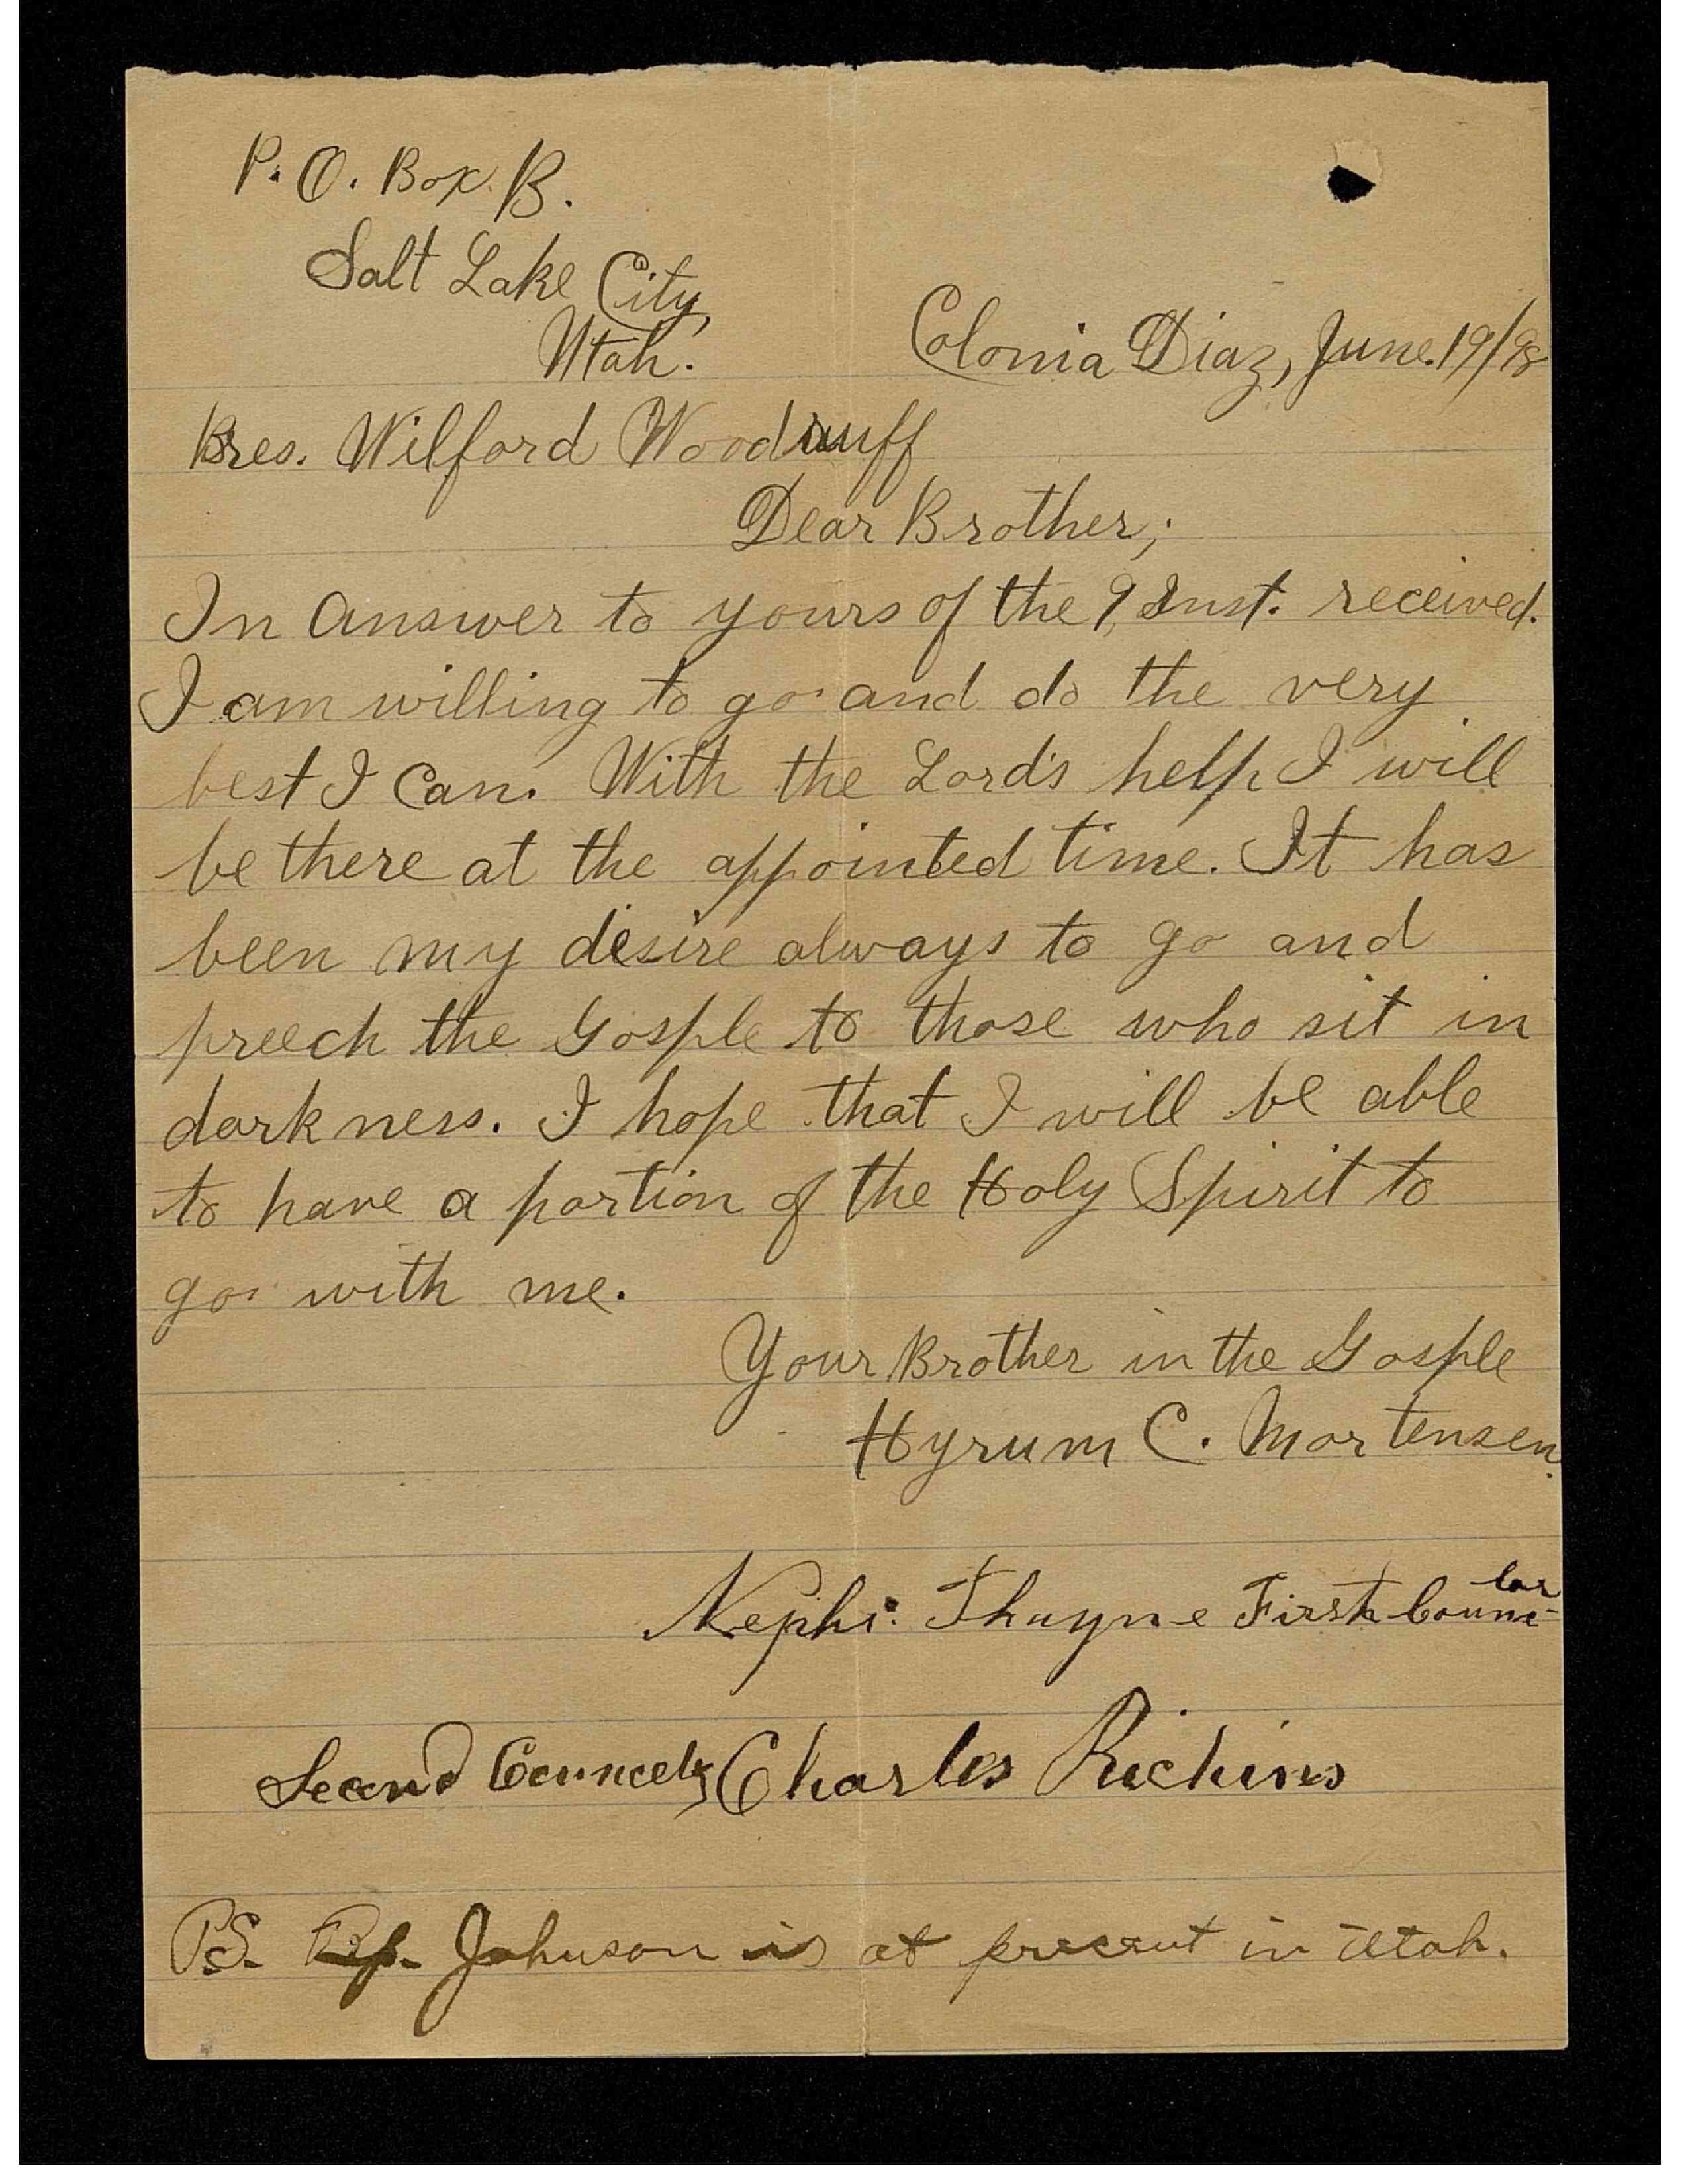 P. O. Box B.
Salt Lake City,
Utah.
Colonia Diaz, June. 19/98
Pres. Wilford Woodruff
Dear Brother;
In Answer to yours of the 9, Inst. received.
I am willing to go and do the very
best I Can. With the Lord's help I will
be there at the appointed time. It has
been my desire always to go and
preech the Gosple to those who sit in
darkness. I hope that I will be able
to have a portion of the Holy Spirit to
go with me.
Your Brother in the Gosple
Hyrum C. Mortensen.
Nephi Thayne First Councelor
Second Councelr Charles Richins
P.S. Bp. Johnson is at present in Utah.